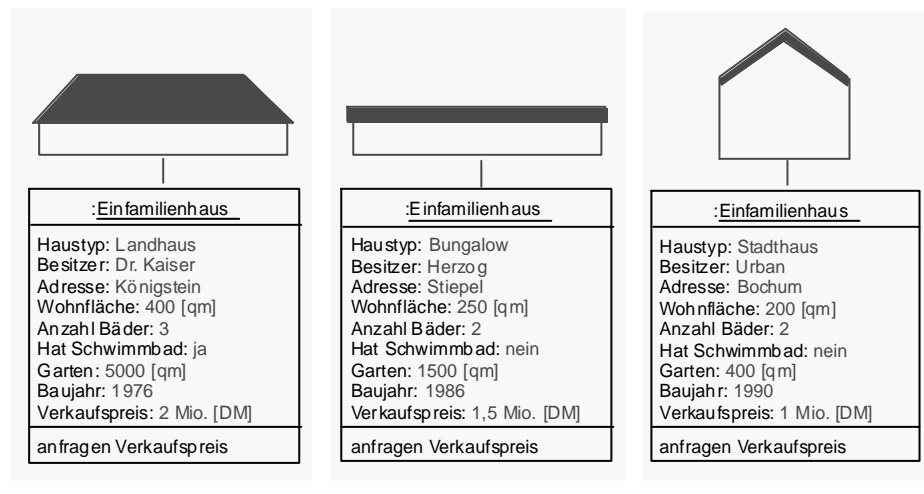 :Einfamilienhaus
Haustyp: Landhaus
Besitzer: Dr. Kaiser
Adresse: Königstein
Wohnfläche: 400 [qm]
Anzahl Bäder: 3
Hat Schwimmbad: ja
Garten: 5000 [qm]
Baujahr: 1976
Verkaufspreis: 2 Mio. [DM]
anfragen Verkaufspreis
:Einfamilienhaus
Haustyp: Bungalow
Besitzer: Herzog
Adresse: Stiepel
Wohnfläche: 250 [qm]
Anzahl Bäder: 2
Hat Schwimmbad: nein
Garten: 1500 [qm]
Baujahr: 1986
Verkaufspreis: 1,5 Mio. [DM]
anfragen Verkaufspreis
:Einfamilienhaus
Haustyp: Stadthaus
Besitzer: Urban
Adresse: Bochum
Wohnfläche: 200 [qm]
Anzahl Bäder: 2
Hat Schwimmbad: nein
Garten: 400 [qm]
Baujahr: 1990
Verkaufspreis: 1 Mio. [DM]
anfragen Verkaufspreis